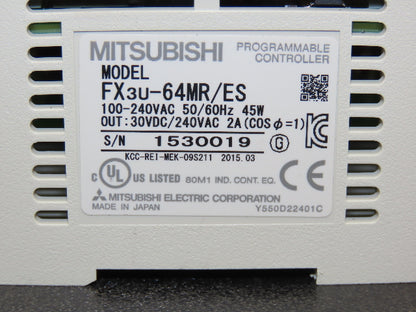 MITSUBISHI PROGRAMMABLE CONTROLLER
MODEL
FX3U-64MR/ES
100-240VAC 50/60Hz 45W
OUT:30VDC/240VAC 2A(COSφ=1)
S/N 1530019 G
KCC-REI-MEK-09S211 2015.03
c UL US LISTED 80M1 IND. CONT. EQ. CE
MITSUBISHI ELECTRIC CORPORATION
MADE IN JAPAN Y550D22401C